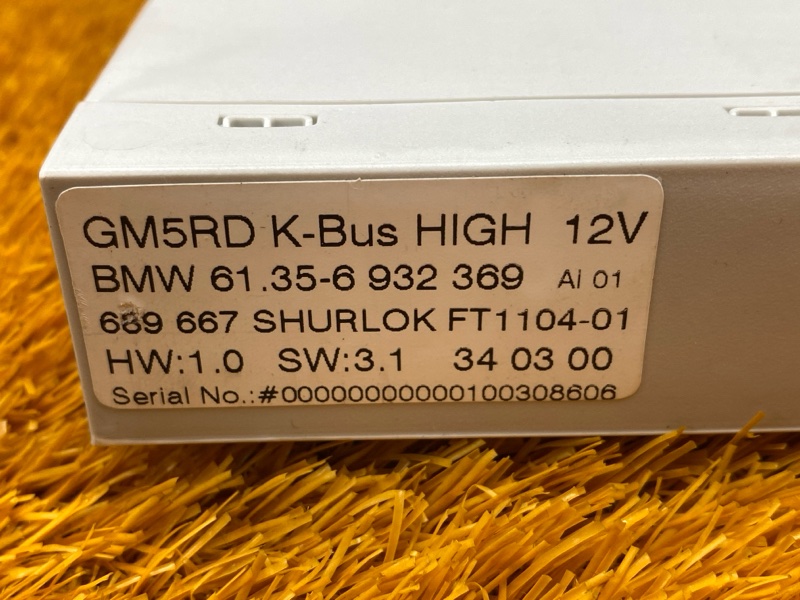 GM5RD K-Bus HIGH 12V
BMW 61.35-6 932 369 Ai 01
689 667 SHURLOK FT1104-01
HW:1.0 SW:3.1 34 03 00
Serial No.:#00000000000100308606